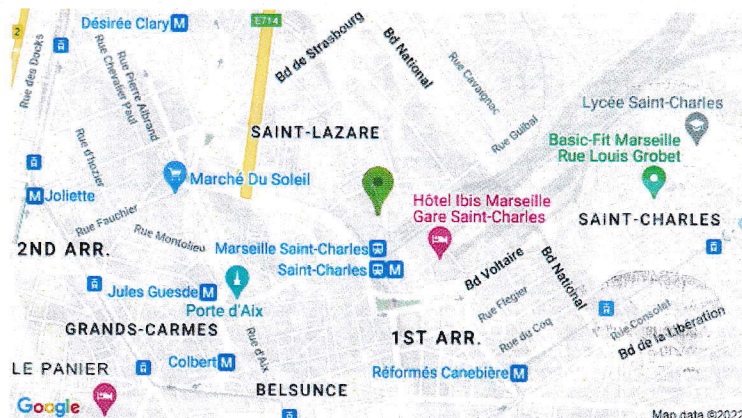 Désirée Clary M
E714
2
Rue des Docks
Rue Chevalier Paul
Rue Pierre Albrand
Bd de Strasbourg
Bd National
Rue Cavaignac
Rue Guibal
Lycée Saint-Charles
SAINT-LAZARE
Basic-Fit Marseille
Rue Louis Grobet
Rue d'hozier
Marché Du Soleil
M Joliette
Hôtel Ibis Marseille
Gare Saint-Charles
SAINT-CHARLES
Rue Fauchier
Rue Montolieu
2ND ARR.
Marseille Saint-Charles
Saint-Charles M
Bd Voltaire
Bd National
Jules Guesde M
Porte d'Aix
Rue Flegier
GRANDS-CARMES
Rue d'Aix
1ST ARR.
Rue du Coq
Rue Consolat
Bd de la Libération
LE PANIER
Colbert M
Réformés Canebière M
BELSUNCE
Google
Map data ©2022